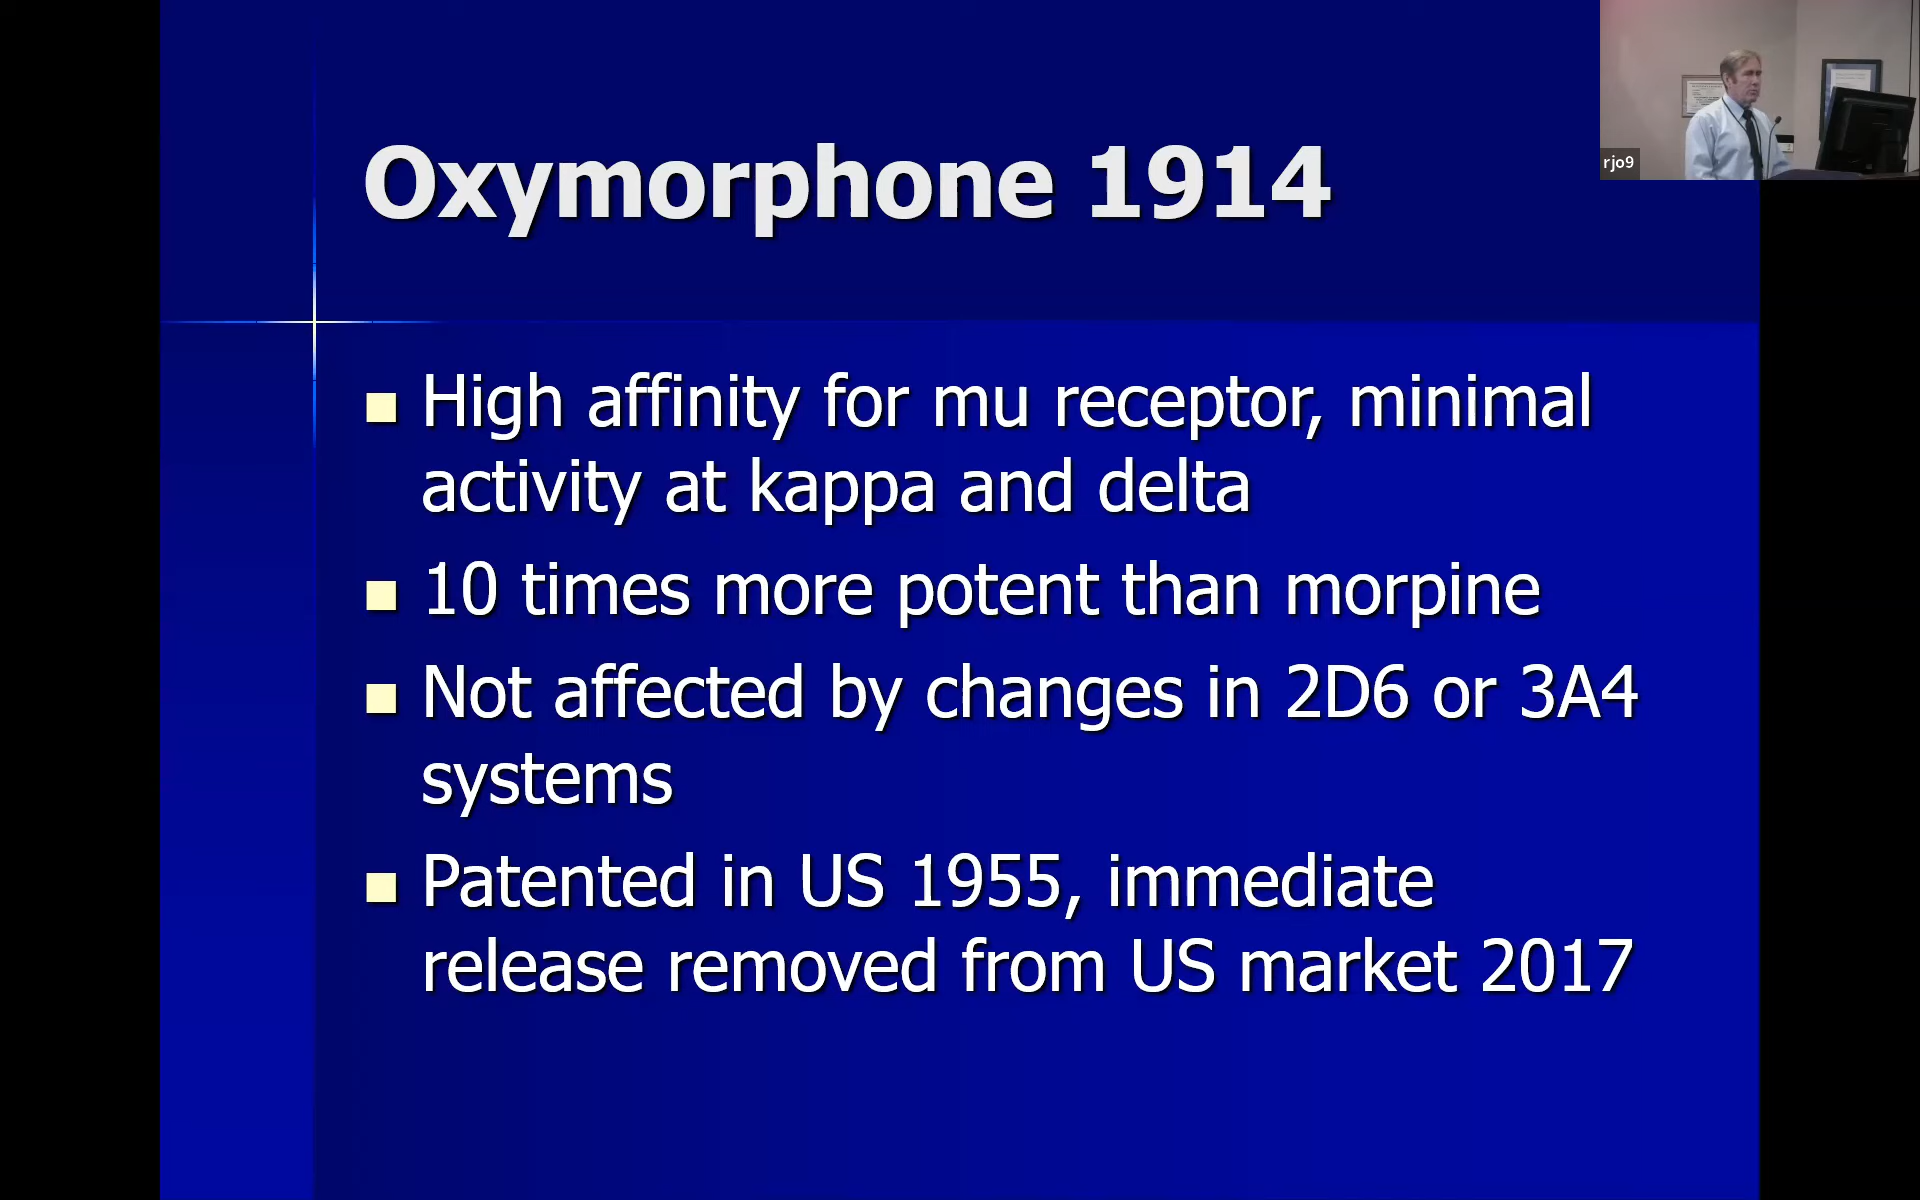 rjo9
Oxymorphone 1914
High affinity for mu receptor, minimal
activity at kappa and delta
10 times more potent than morpine
Not affected by changes in 2D6 or 3A4
systems
Patented in US 1955, immediate
release removed from US market 2017